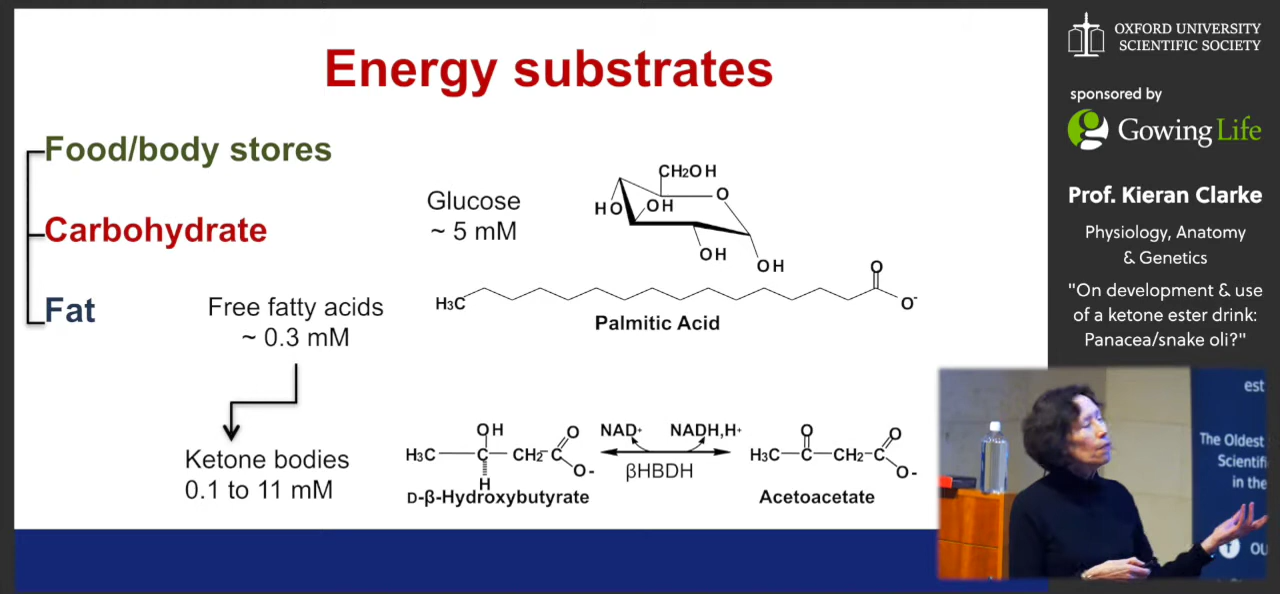 Energy substrates
Food/body stores
Carbohydrate
Fat
Glucose
~ 5 mM
CH2OH
O
HO
OH
OH
OH
Free fatty acids
~ 0.3 mM
H3C
O
O-
Palmitic Acid
Ketone bodies
0.1 to 11 mM
OH
H3C
C
CH2
C
O
O-
H
D-β-Hydroxybutyrate
NAD+
NADH,H+
βHBDH
O
H3C
C
CH2
C
O
O-
Acetoacetate
OXFORD UNIVERSITY
SCIENTIFIC SOCIETY
sponsored by
Gowing Life
Prof. Kieran Clarke
Physiology, Anatomy
& Genetics
"On development & use
of a ketone ester drink:
Panacea/snake oli?"
est
The Oldest
Scientifi
in the
f
OU